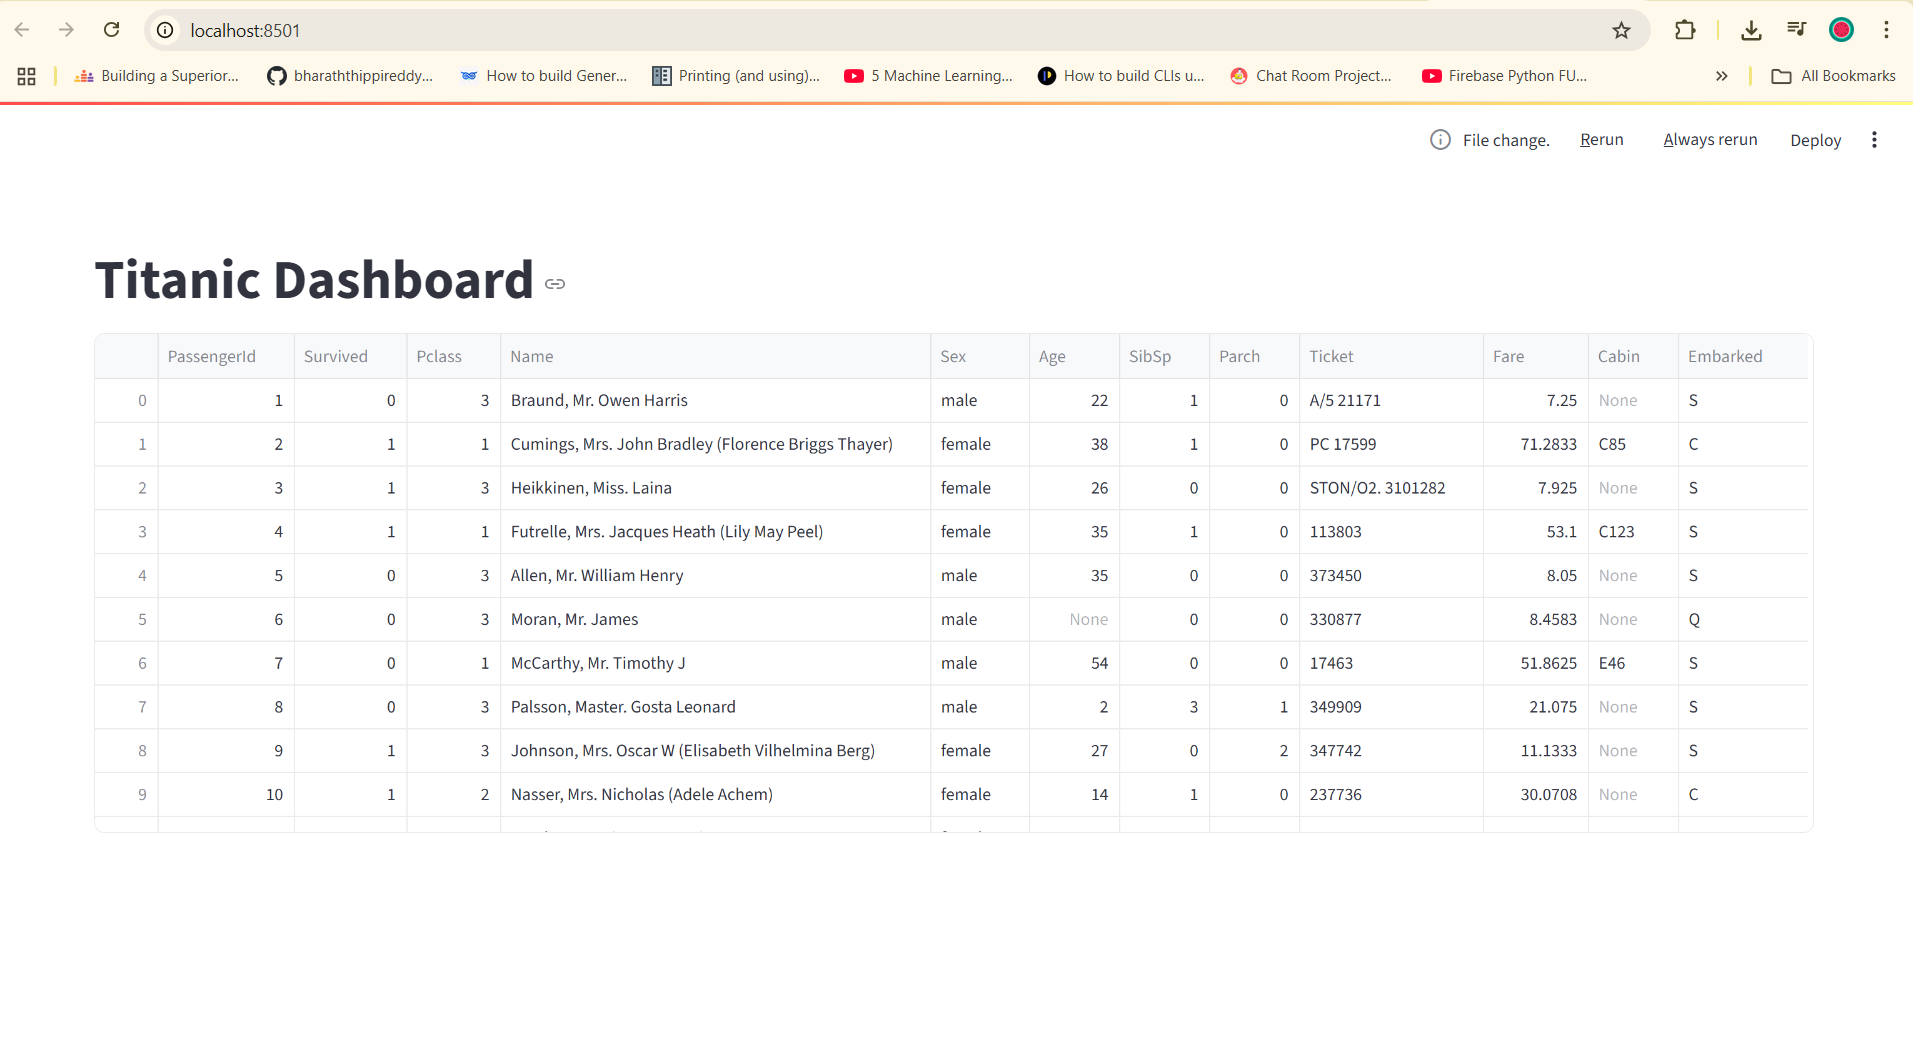 localhost:8501
Building a Superior... bharaththippireddy... How to build Gener... Printing (and using)... 5 Machine Learning... How to build CLIs u... Chat Room Project... Firebase Python FU... » All Bookmarks
File change. Rerun Always rerun Deploy
Titanic Dashboard
PassengerId Survived Pclass Name Sex Age SibSp Parch Ticket Fare Cabin Embarked
0 1 0 3 Braund, Mr. Owen Harris male 22 1 0 A/5 21171 7.25 None S
1 2 1 1 Cumings, Mrs. John Bradley (Florence Briggs Thayer) female 38 1 0 PC 17599 71.2833 C85 C
2 3 1 3 Heikkinen, Miss. Laina female 26 0 0 STON/O2. 3101282 7.925 None S
3 4 1 1 Futrelle, Mrs. Jacques Heath (Lily May Peel) female 35 1 0 113803 53.1 C123 S
4 5 0 3 Allen, Mr. William Henry male 35 0 0 373450 8.05 None S
5 6 0 3 Moran, Mr. James male None 0 0 330877 8.4583 None Q
6 7 0 1 McCarthy, Mr. Timothy J male 54 0 0 17463 51.8625 E46 S
7 8 0 3 Palsson, Master. Gosta Leonard male 2 3 1 349909 21.075 None S
8 9 1 3 Johnson, Mrs. Oscar W (Elisabeth Vilhelmina Berg) female 27 0 2 347742 11.1333 None S
9 10 1 2 Nasser, Mrs. Nicholas (Adele Achem) female 14 1 0 237736 30.0708 None C